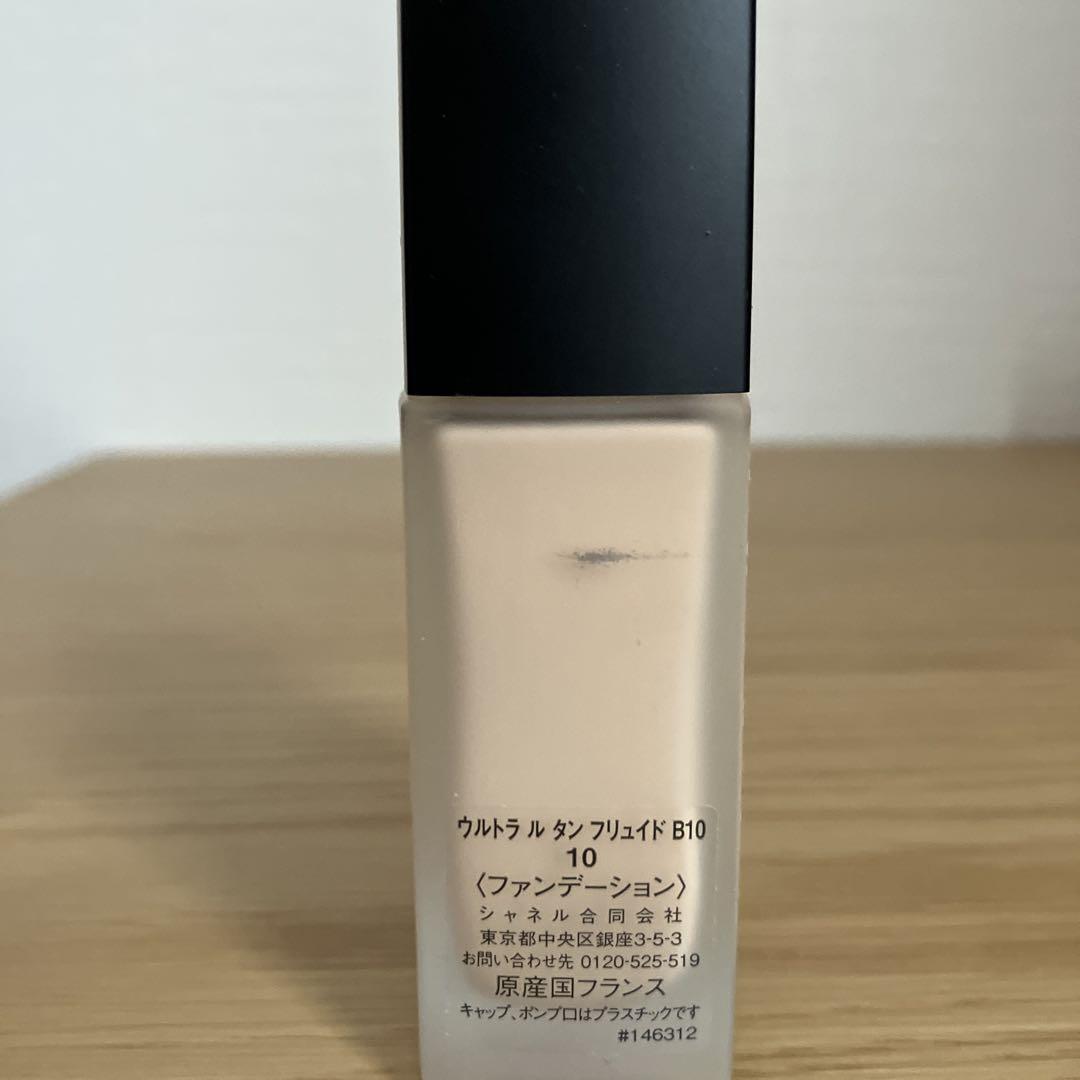 ウルトラ ル タン フリュイド B10
10
〈ファンデーション〉
シャネル合同会社
東京都中央区銀座3-5-3
お問い合わせ先 0120-525-519
原産国フランス
キャップ、ポンプ口はプラスチックです
#146312